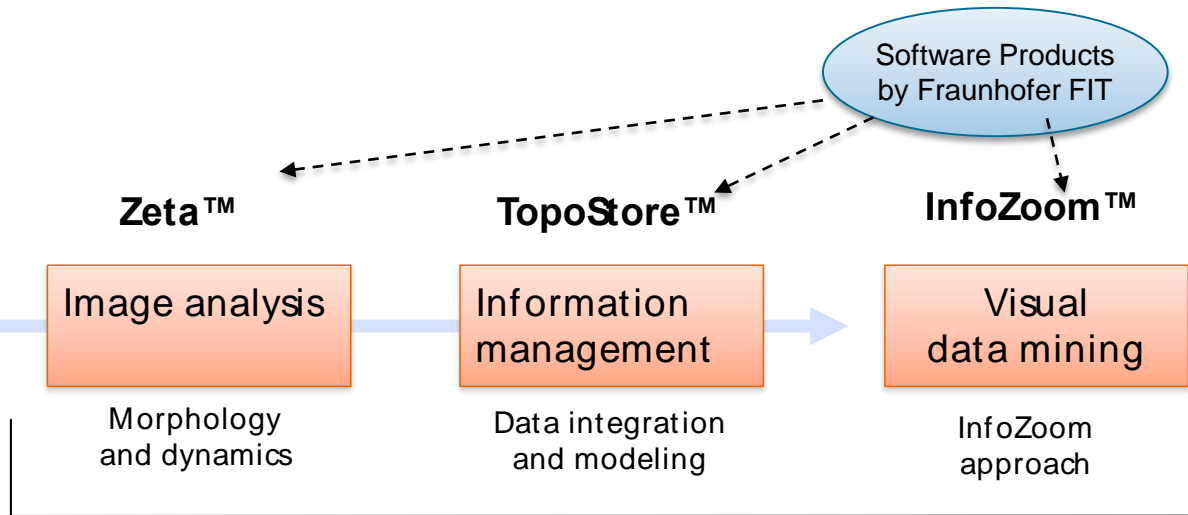 Software Products
by Fraunhofer FIT
Zeta™
TopoStore™
InfoZoom™
Image analysis
Information
management
Visual
data mining
Morphology
and dynamics
Data integration
and modeling
InfoZoom
approach